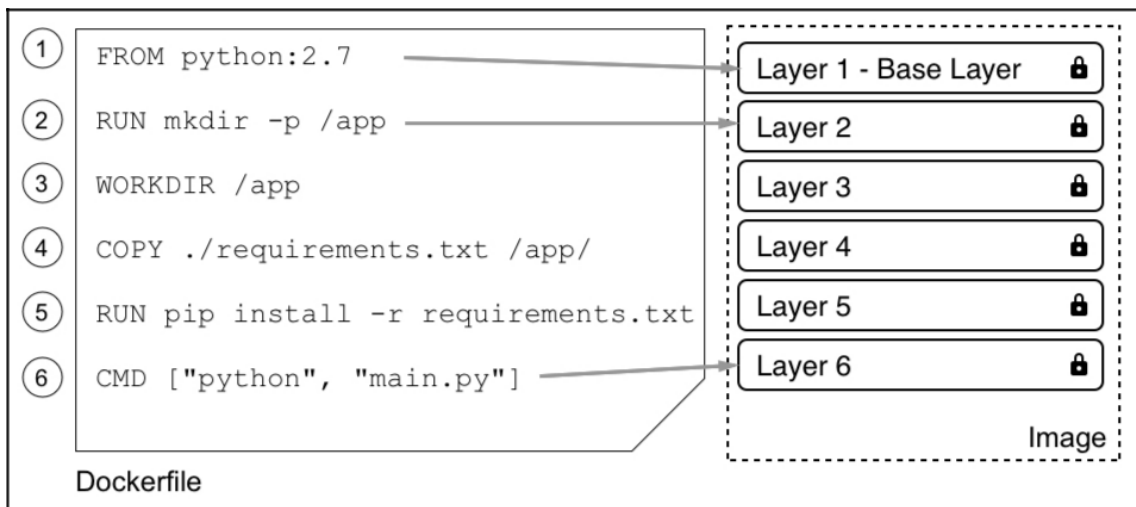 1 FROM python:2.7 Layer 1 - Base Layer
2 RUN mkdir -p /app Layer 2
3 WORKDIR /app Layer 3
4 COPY ./requirements.txt /app/ Layer 4
5 RUN pip install -r requirements.txt Layer 5
6 CMD ["python", "main.py"] Layer 6
Image
Dockerfile